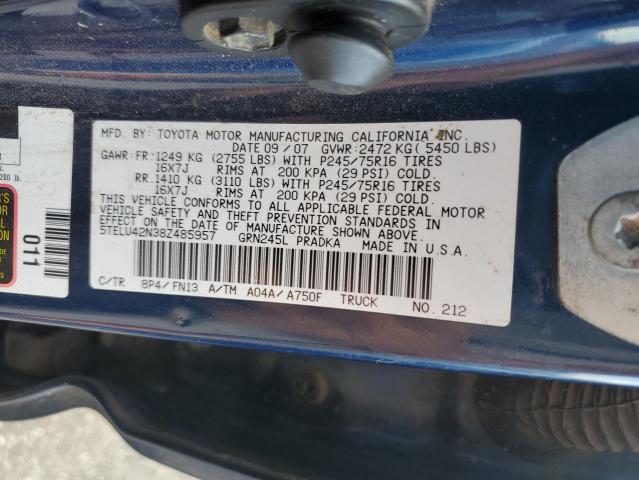 MFD. BY: TOYOTA MOTOR MANUFACTURING CALIFORNIA, INC.
DATE 09/07 GVWR: 2472 KG ( 5450 LBS)
GAWR: FR: 1249 KG (2755 LBS) WITH P245/75R16 TIRES
16X7J RIMS AT 200 KPA (29 PSI) COLD.
RR. 1410 KG (3110 LBS) WITH P245/75R16 TIRES
16X7J RIMS AT 200 KPA (29 PSI) COLD.
THIS VEHICLE CONFORMS TO ALL APPLICABLE FEDERAL MOTOR
VEHICLE SAFETY AND THEFT PREVENTION STANDARDS IN
EFFECT ON THE DATE OF MANUFACTURE SHOWN ABOVE.
5TELU42N38Z485957 GRN245L PRADKA MADE IN U.S.A.
C/TR 8P4/ FN13 A/TM A04A/ A750F TRUCK NO. 212
011